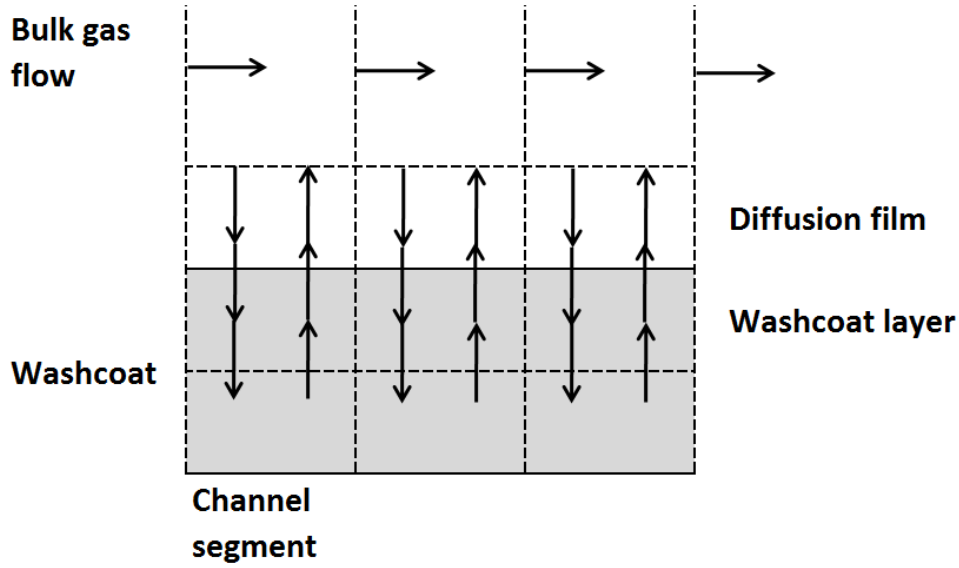 Bulk gas
flow
Diffusion film
Washcoat layer
Washcoat
Channel
segment